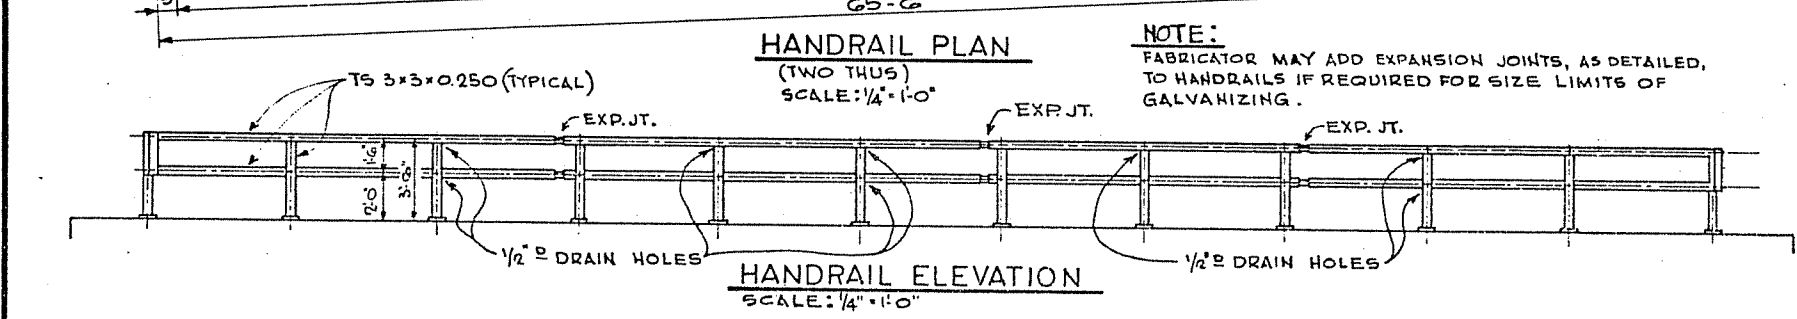 65-6
HANDRAIL PLAN
(TWO THUS)
SCALE: 1/4" = 1'-0"
NOTE:
FABRICATOR MAY ADD EXPANSION JOINTS, AS DETAILED,
TO HANDRAILS IF REQUIRED FOR SIZE LIMITS OF
GALVANIZING.
TS 3×3×0.250 (TYPICAL)
EXP. JT.
EXP. JT.
EXP. JT.
1'-6"
2'-0"
1/2" DRAIN HOLES
1/2" DRAIN HOLES
HANDRAIL ELEVATION
SCALE: 1/4" = 1'-0"